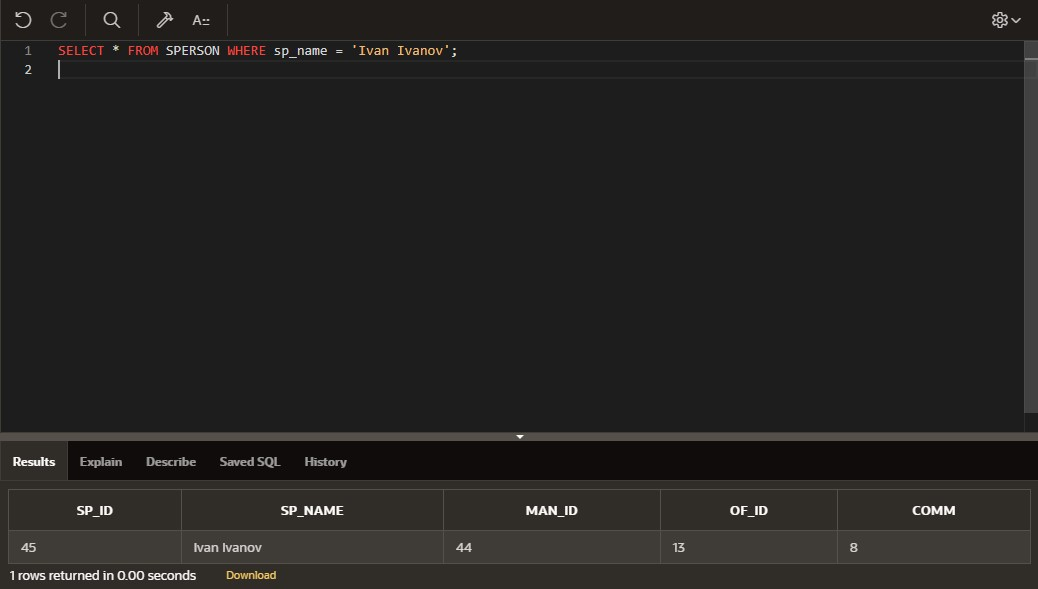 A::
1 SELECT * FROM SPERSON WHERE sp_name = 'Ivan Ivanov';
2
Results Explain Describe Saved SQL History
SP_ID SP_NAME MAN_ID OF_ID COMM
45 Ivan Ivanov 44 13 8
1 rows returned in 0.00 seconds Download